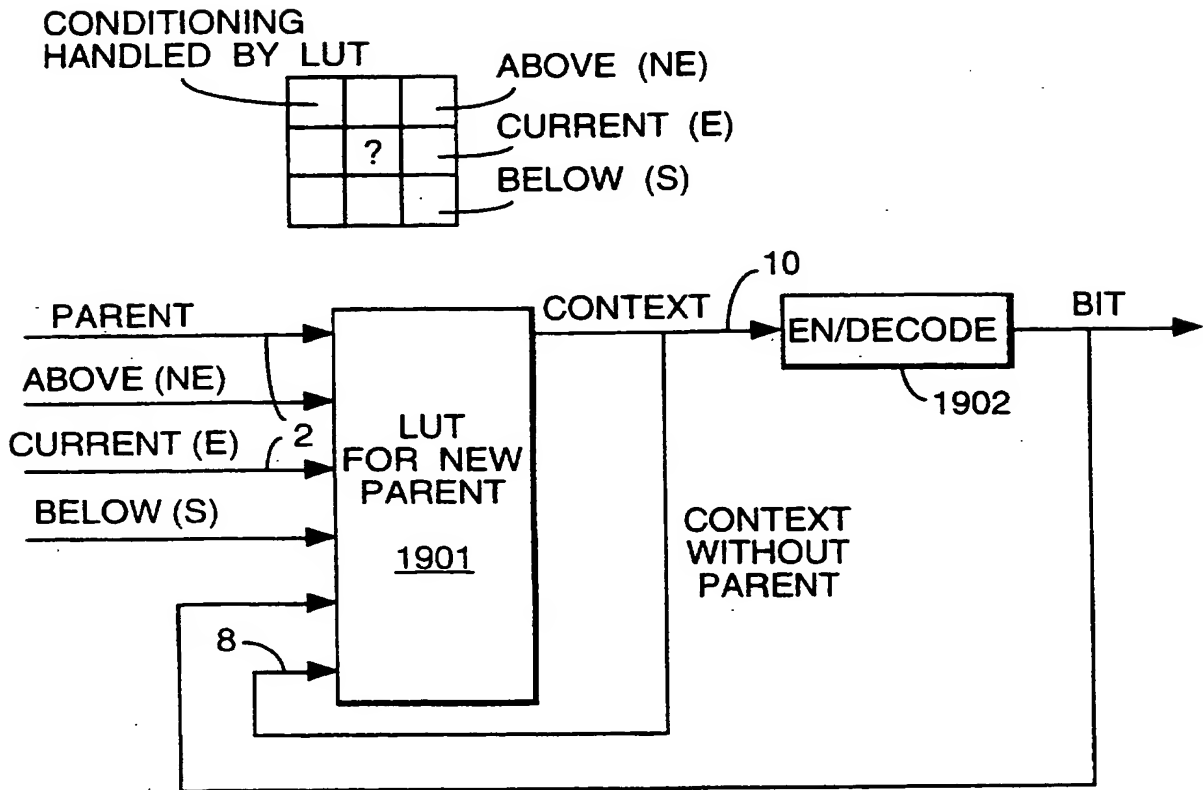 CONDITIONING
HANDLED BY LUT
ABOVE (NE)
CURRENT (E)
?
BELOW (S)
10
PARENT
CONTEXT
EN/DECODE
BIT
1902
ABOVE (NE)
2
CURRENT (E)
LUT
FOR NEW
PARENT
1901
BELOW (S)
CONTEXT
WITHOUT
PARENT
8